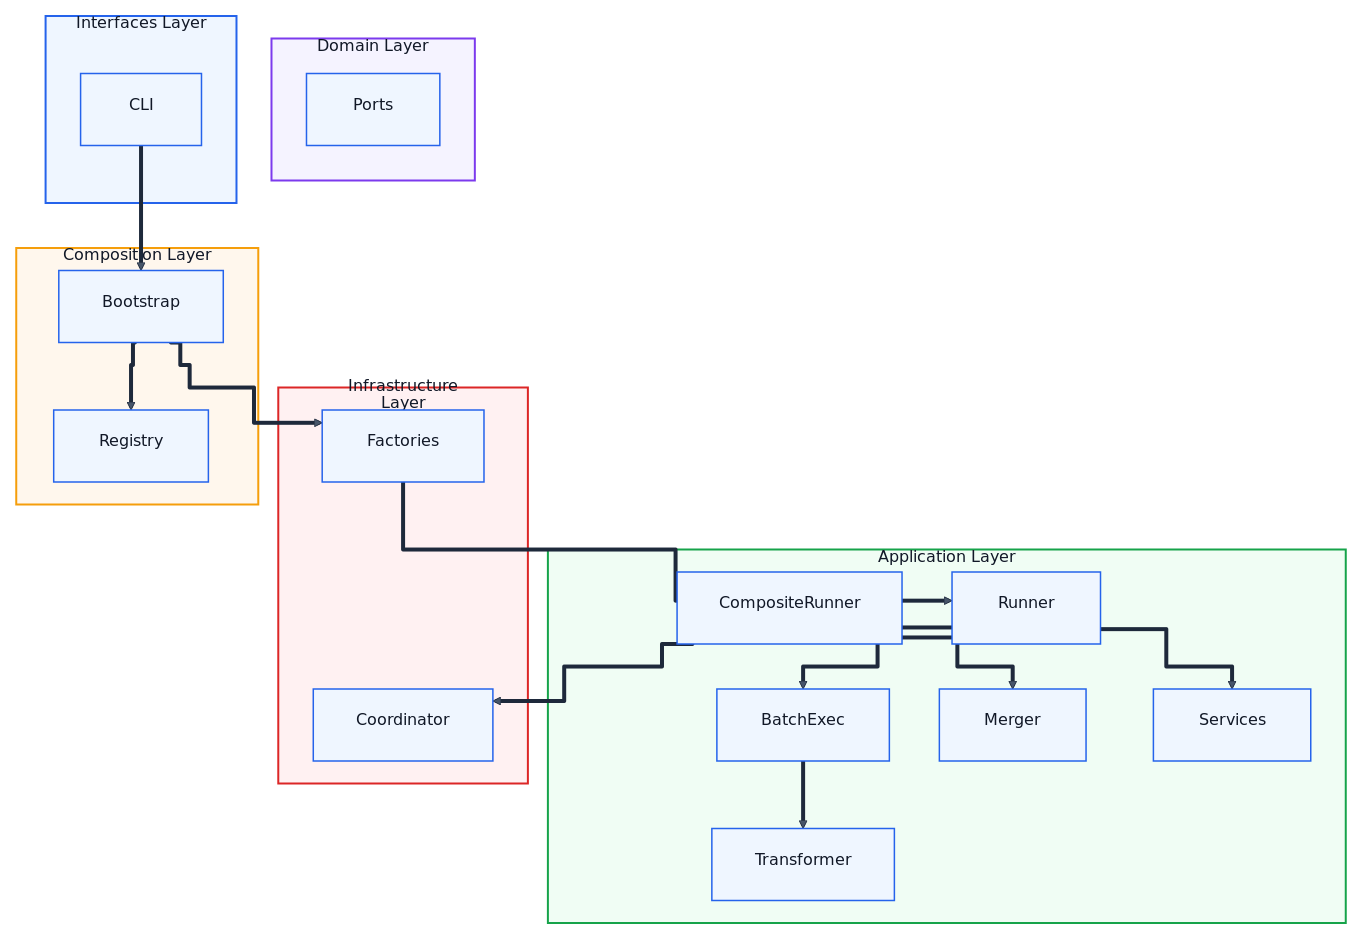 Interfaces Layer
CLI
Domain Layer
Ports
Composition Layer
Bootstrap
Registry
Infrastructure
Layer
Factories
Coordinator
Application Layer
CompositeRunner
Runner
BatchExec
Merger
Services
Transformer